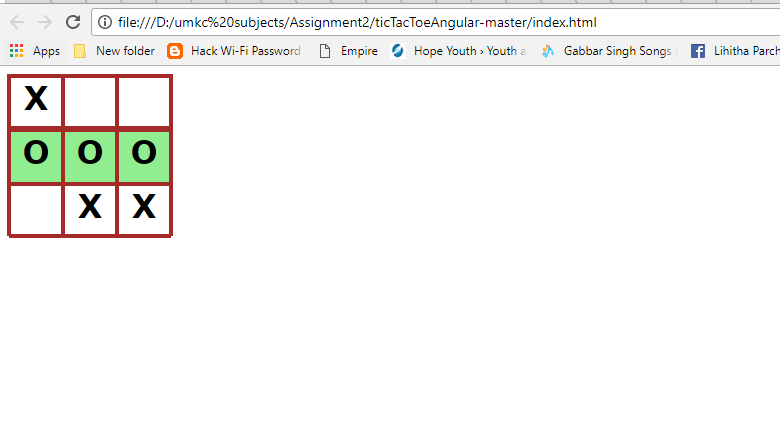 file:///D:/umkc%20subjects/Assignment2/ticTacToeAngular-master/index.html
Apps New folder Hack Wi-Fi Password Empire Hope Youth › Youth a Gabbar Singh Songs Lihitha Parch
X
O O O
X X